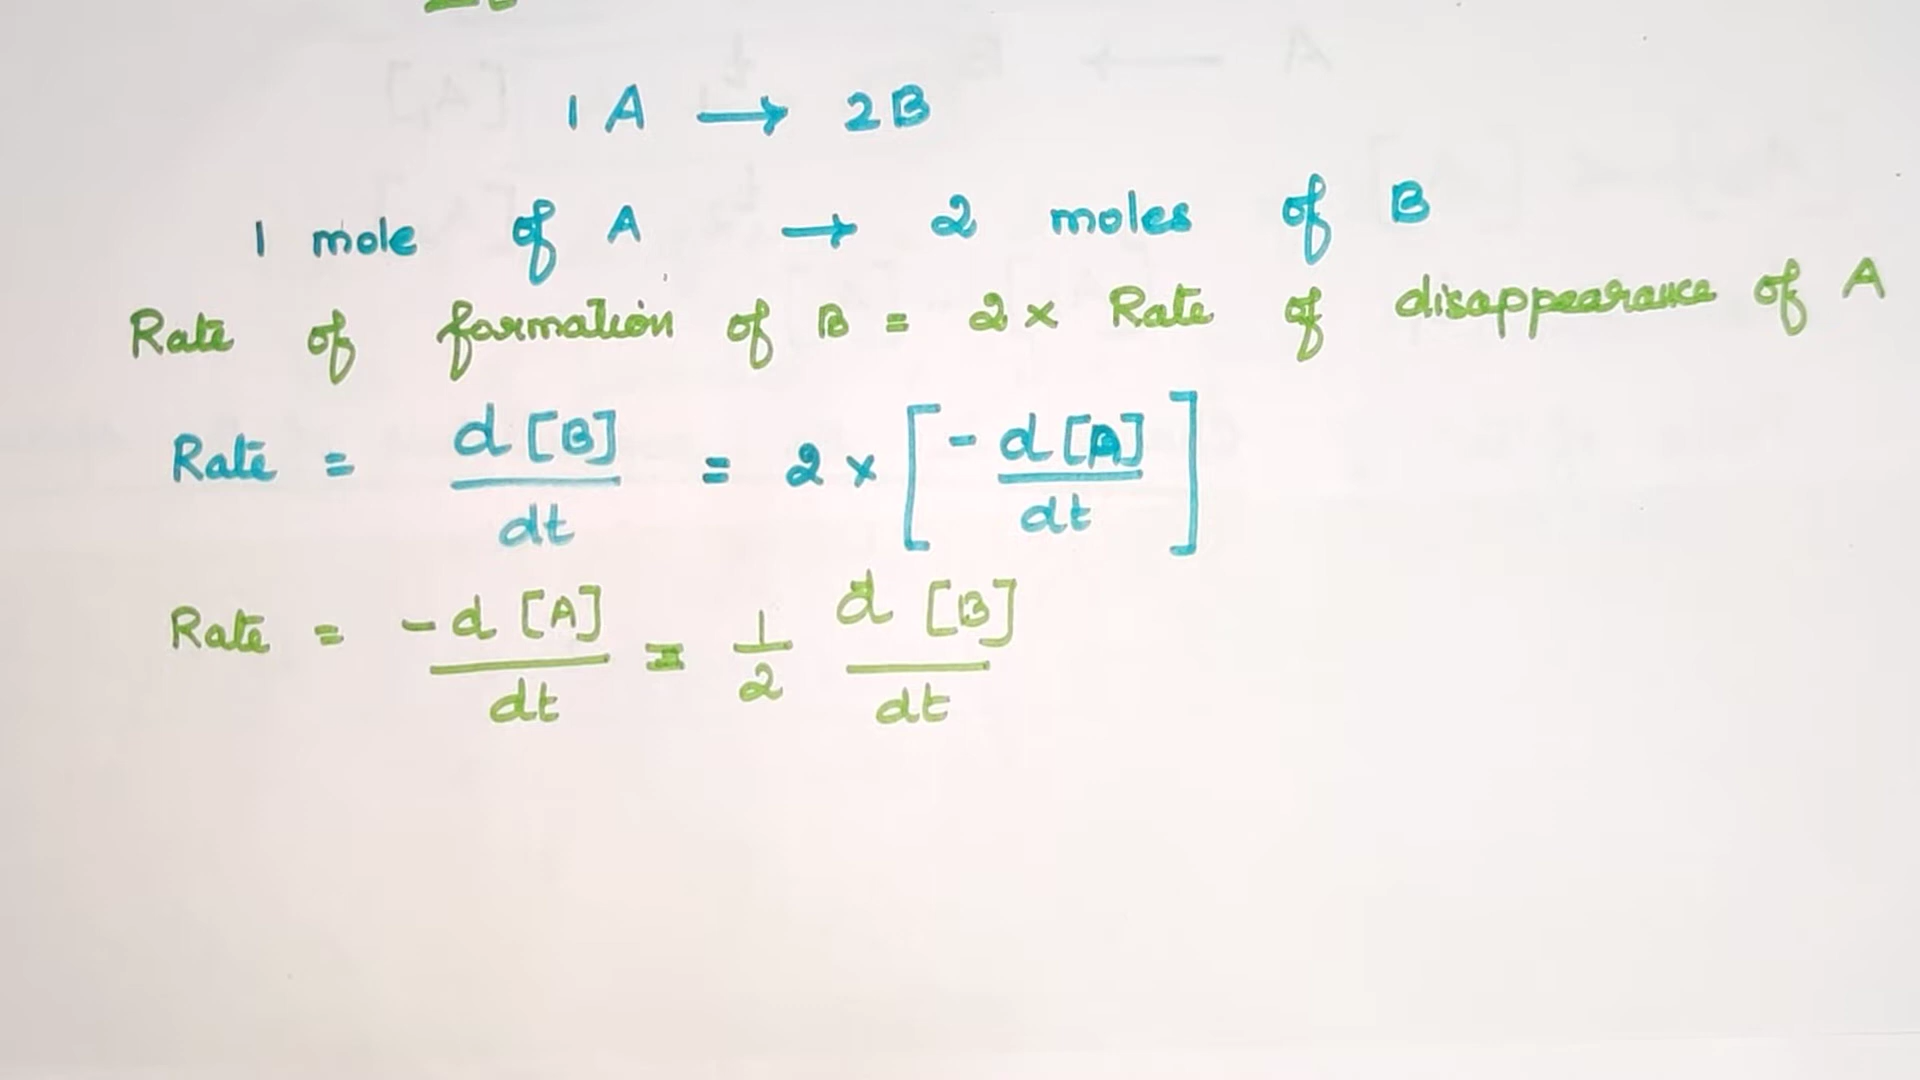 1 A → 2B
1 mole of A → 2 moles of B
Rate of formation of B = 2 × Rate of disappearance of A
Rate = d [B] / dt = 2 × [ - d [A] / dt ]
Rate = - d [A] / dt = 1/2 d [B] / dt